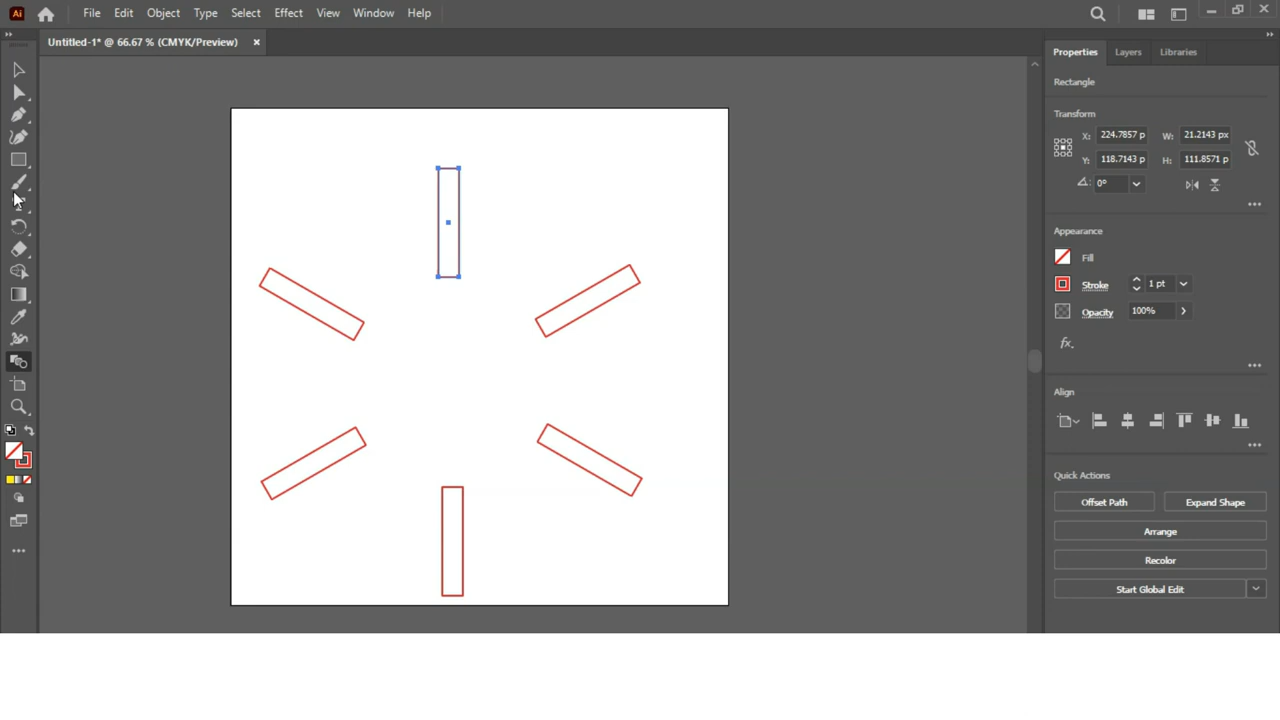 Ai File Edit Object Type Select Effect View Window Help
Untitled-1* @ 66.67 % (CMYK/Preview)
Properties Layers Libraries
Rectangle
Transform
X: 224.7857 p W: 21.2143 px
Y: 118.7143 p H: 111.8571 p
0°
Appearance
Fill
Stroke 1 pt
Opacity 100%
fx.
Align
Quick Actions
Offset Path Expand Shape
Arrange
Recolor
Start Global Edit